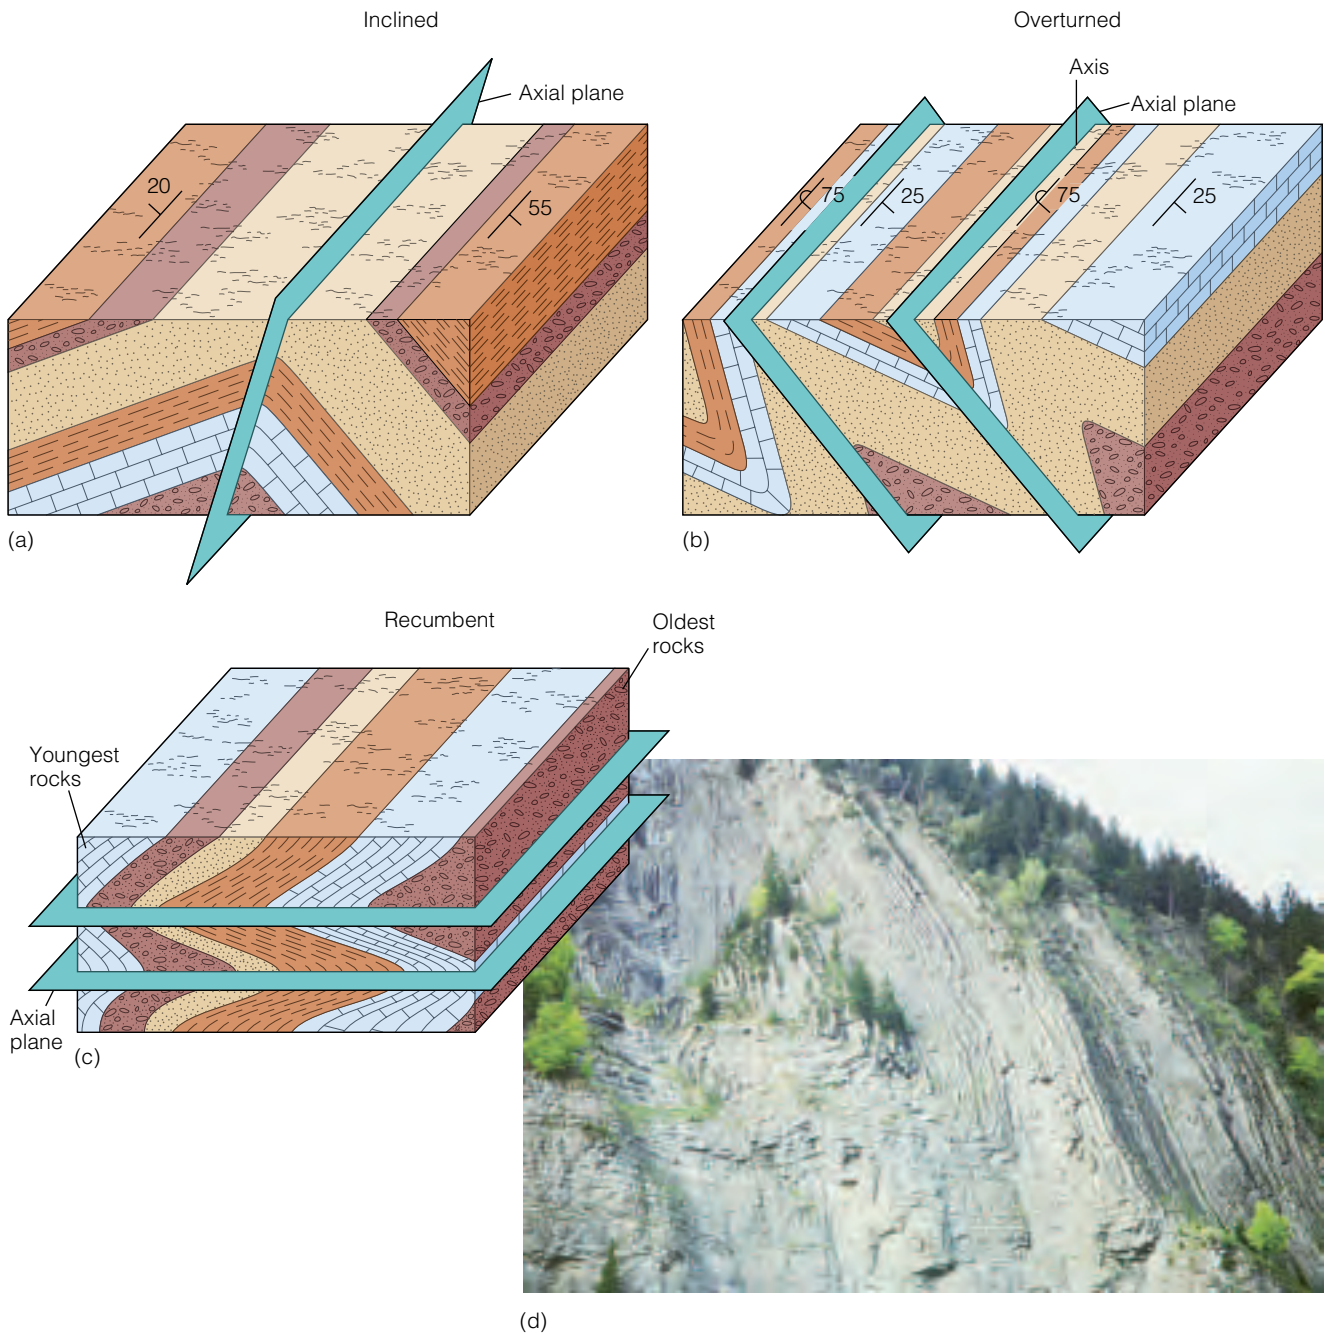 Inclined
Overturned
Axis
Axial plane
Axial plane
20
55
75
25
75
25
(a)
(b)
Recumbent
Oldest
rocks
Youngest
rocks
Axial
plane
(c)
(d)